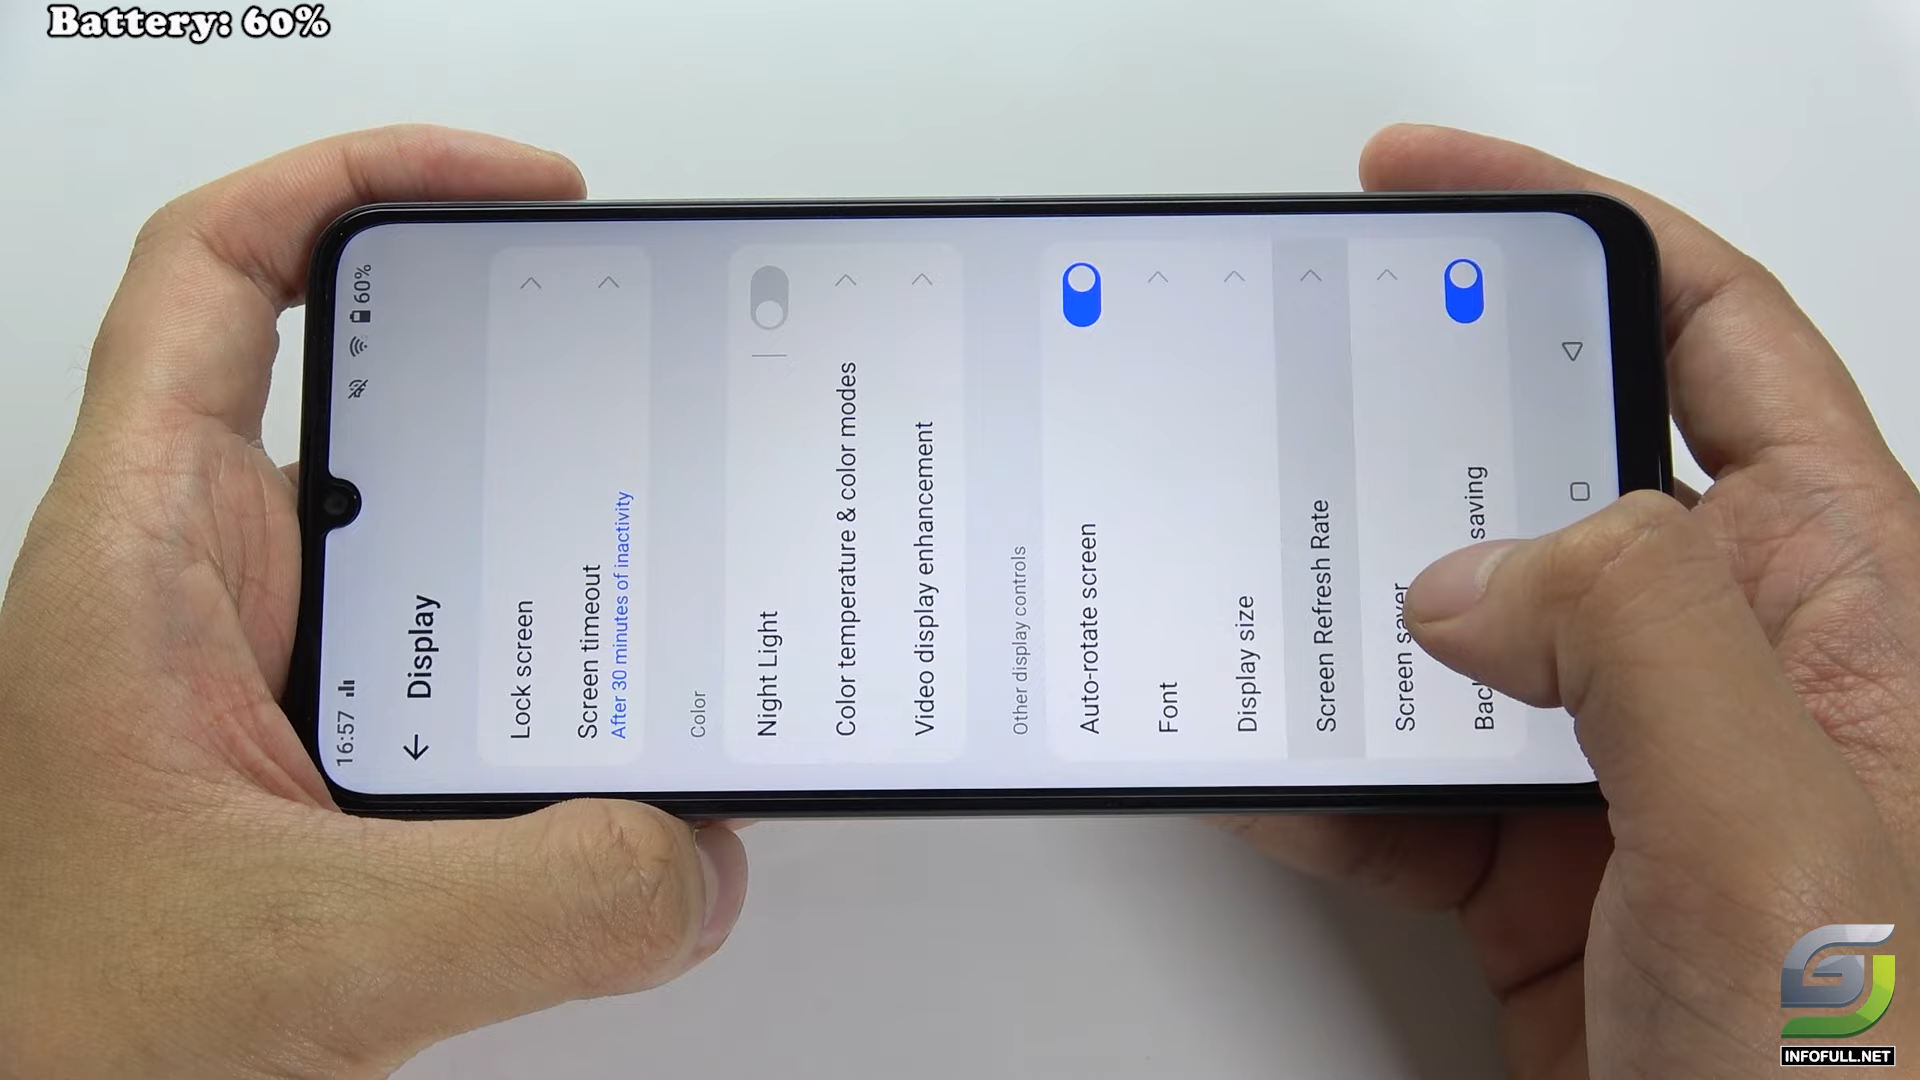 Battery: 60%
16:57
60%
Display
Lock screen
Screen timeout
After 30 minutes of inactivity
Color
Night Light
Color temperature & color modes
Video display enhancement
Other display controls
Auto-rotate screen
Font
Display size
Screen Refresh Rate
Screen saver
saving
INFOFULL.NET